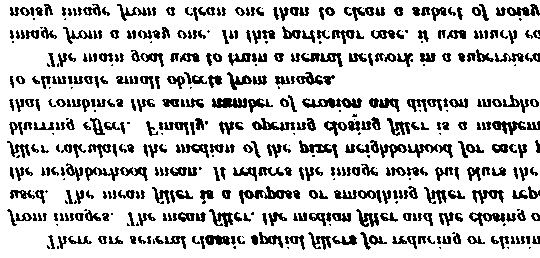 There are several classic spatial filters for reducing or elimin
from images. The mean filter, the median filter and the closing o
used. The mean filter is a lowpass or smoothing filter that repl
the neighborhood mean. It reduces the image noise but blurs the
filter calculates the median of the pixel neighborhood for each p
blurring effect. Finally, the opening closing filter is a mathem
that combines the same number of erosion and dilation morpho
to eliminate small objects from images.
The main goal was to train a neural network in a supervised
image from a noisy one. In this particular case, it was much ea
noisy image from a clean one than to clean a subset of noisy